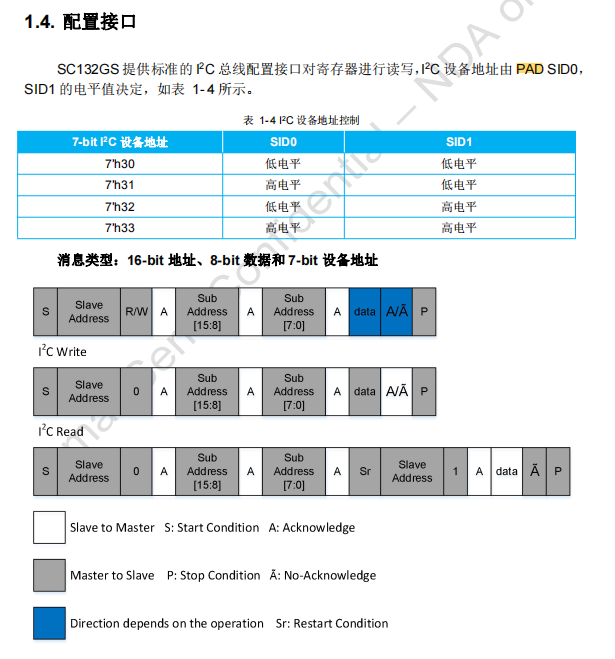 1.4. 配置接口
SC132GS 提供标准的 I²C 总线配置接口对寄存器进行读写,I²C 设备地址由 PAD SID0,
SID1 的电平值决定，如表 1-4 所示。
表 1-4 I²C 设备地址控制
7-bit I²C 设备地址 SID0 SID1
7'h30 低电平 低电平
7'h31 高电平 低电平
7'h32 低电平 高电平
7'h33 高电平 高电平
消息类型：16-bit 地址、8-bit 数据和 7-bit 设备地址
S Slave Address R/W A Sub Address [15:8] A Sub Address [7:0] A data A/Ã P
I²C Write
S Slave Address 0 A Sub Address [15:8] A Sub Address [7:0] A data A/Ã P
I²C Read
S Slave Address 0 A Sub Address [15:8] A Sub Address [7:0] A Sr Slave Address 1 A data Ã P
Slave to Master S: Start Condition A: Acknowledge
Master to Slave P: Stop Condition Ã: No-Acknowledge
Direction depends on the operation Sr: Restart Condition
Confidential – NDA